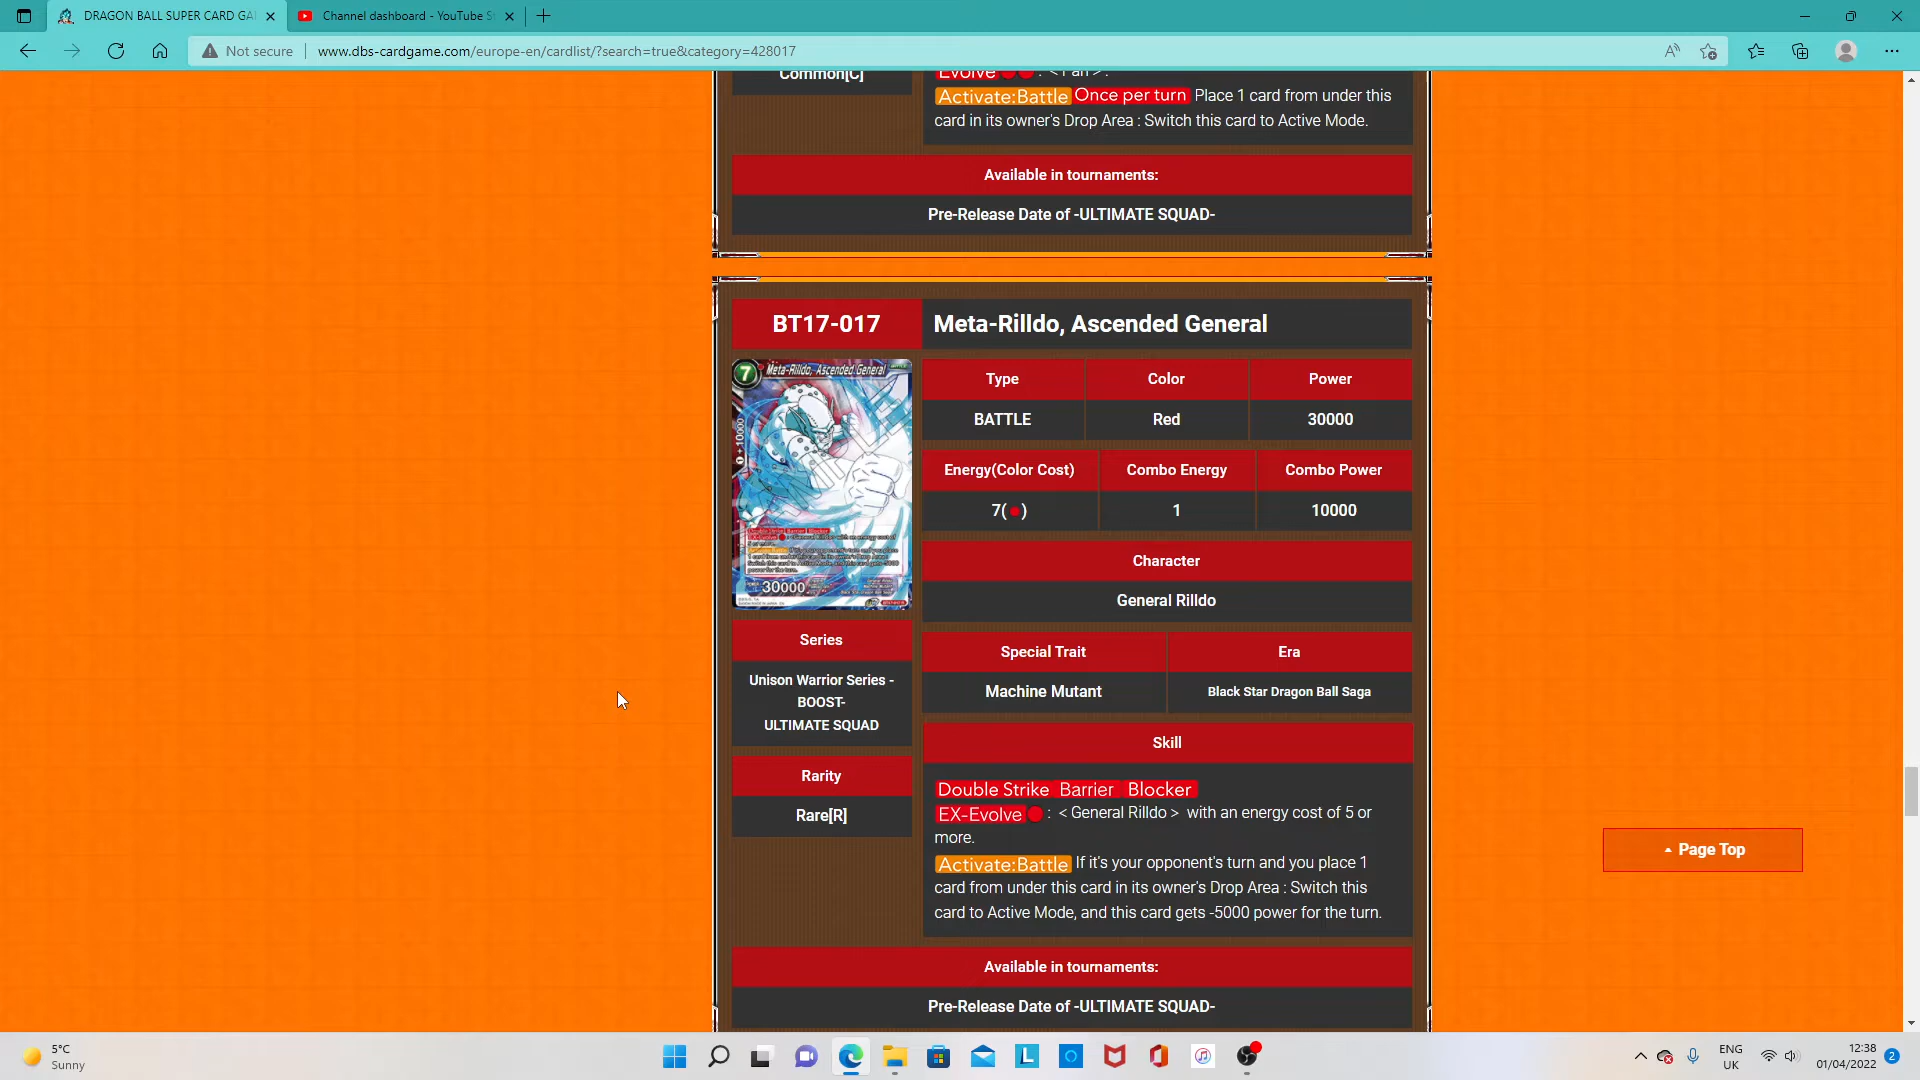 DRAGON BALL SUPER CARD GA
Channel dashboard - YouTube S
Not secure
www.dbs-cardgame.com/europe-en/cardlist/?search=true&category=428017
Common[C]
Evolve : < Pan > .
Activate:Battle Once per turn Place 1 card from under this
card in its owner's Drop Area : Switch this card to Active Mode.
Available in tournaments:
Pre-Release Date of -ULTIMATE SQUAD-
BT17-017
Meta-Rilldo, Ascended General
7
Meta-Rilldo, Ascended General
+10000
30000
Type
Color
Power
BATTLE
Red
30000
Energy(Color Cost)
Combo Energy
Combo Power
7( )
1
10000
Character
General Rilldo
Series
Unison Warrior Series -
BOOST-
ULTIMATE SQUAD
Special Trait
Era
Machine Mutant
Black Star Dragon Ball Saga
Rarity
Rare[R]
Skill
Double Strike Barrier Blocker
EX-Evolve : < General Rilldo > with an energy cost of 5 or
more.
Activate:Battle If it's your opponent's turn and you place 1
card from under this card in its owner's Drop Area : Switch this
card to Active Mode, and this card gets -5000 power for the turn.
Available in tournaments:
Pre-Release Date of -ULTIMATE SQUAD-
Page Top
5°C
Sunny
ENG
UK
12:38
01/04/2022
2